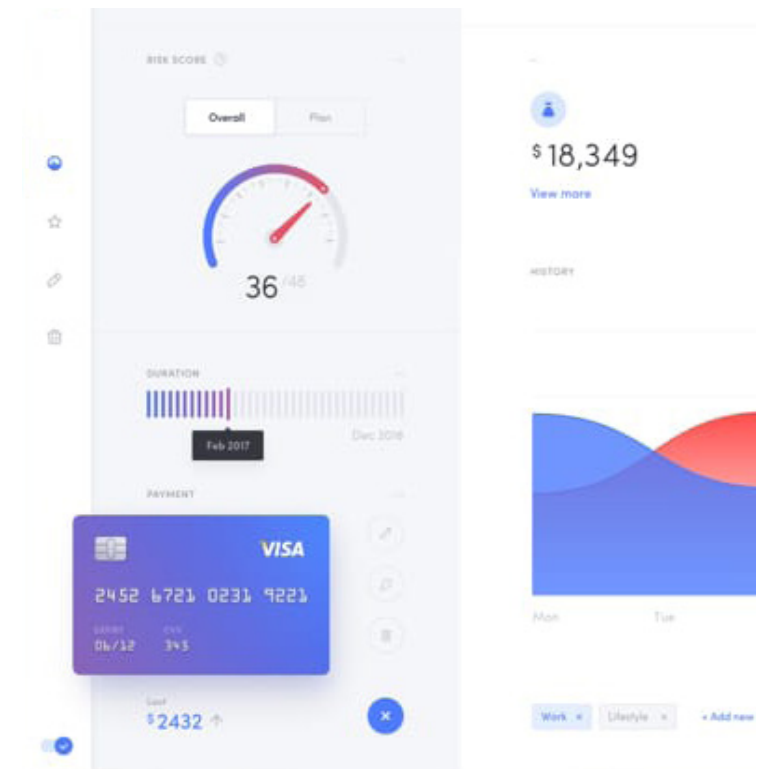 RISK SCORE
Overall
Plan
36 /48
DURATION
Feb 2017
Dec 2018
PAYMENT
VISA
2452 6721 0231 9221
EXPIRY CVV
06/12 345
Cost
$2432
$18,349
View more
HISTORY
Mon Tue
Work × Lifestyle × + Add new